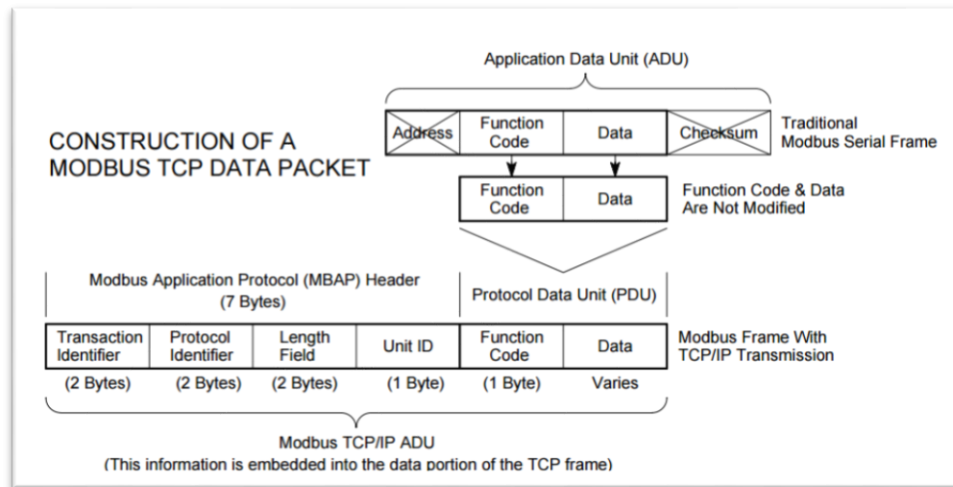 Application Data Unit (ADU)
CONSTRUCTION OF A
MODBUS TCP DATA PACKET
Address
Function
Code
Data
Checksum
Traditional
Modbus Serial Frame
Function
Code
Data
Function Code & Data
Are Not Modified
Modbus Application Protocol (MBAP) Header
(7 Bytes)
Protocol Data Unit (PDU)
Transaction
Identifier
Protocol
Identifier
Length
Field
Unit ID
Function
Code
Data
Modbus Frame With
TCP/IP Transmission
(2 Bytes)
(2 Bytes)
(2 Bytes)
(1 Byte)
(1 Byte)
Varies
Modbus TCP/IP ADU
(This information is embedded into the data portion of the TCP frame)